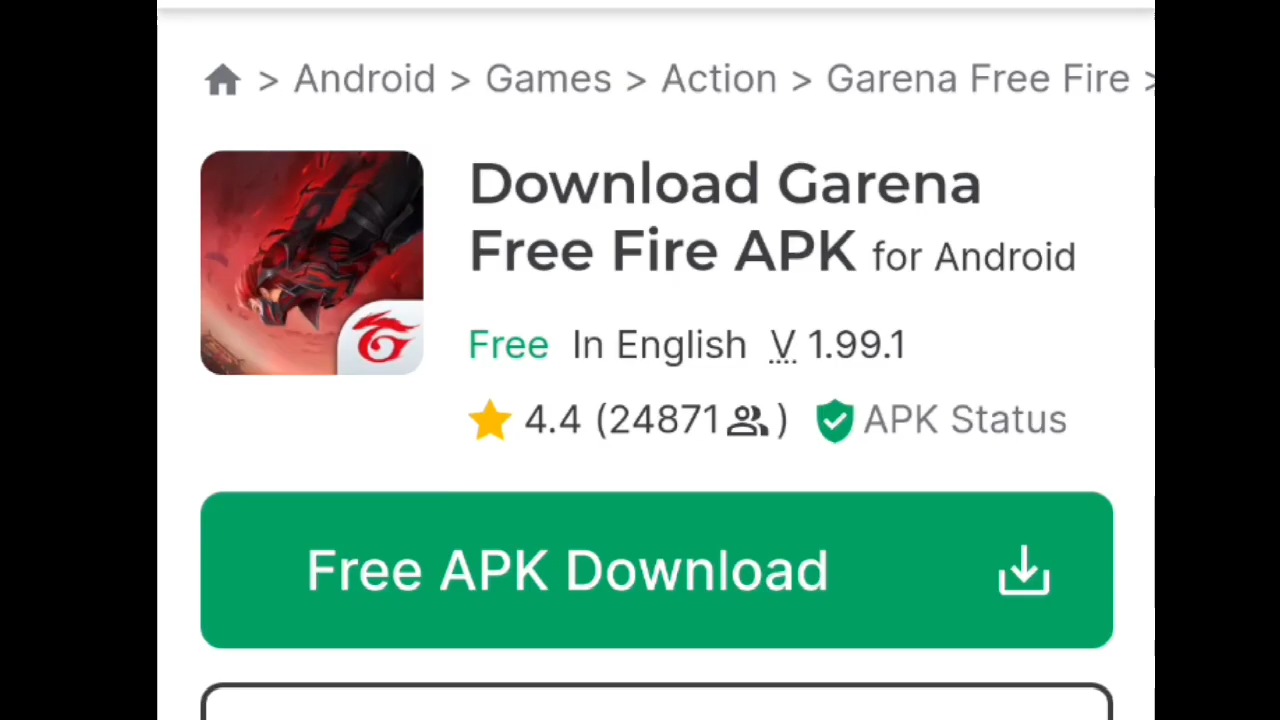 > Android > Games > Action > Garena Free Fire >
Download Garena
Free Fire APK for Android
Free In English V 1.99.1
4.4 (24871 ) APK Status
Free APK Download